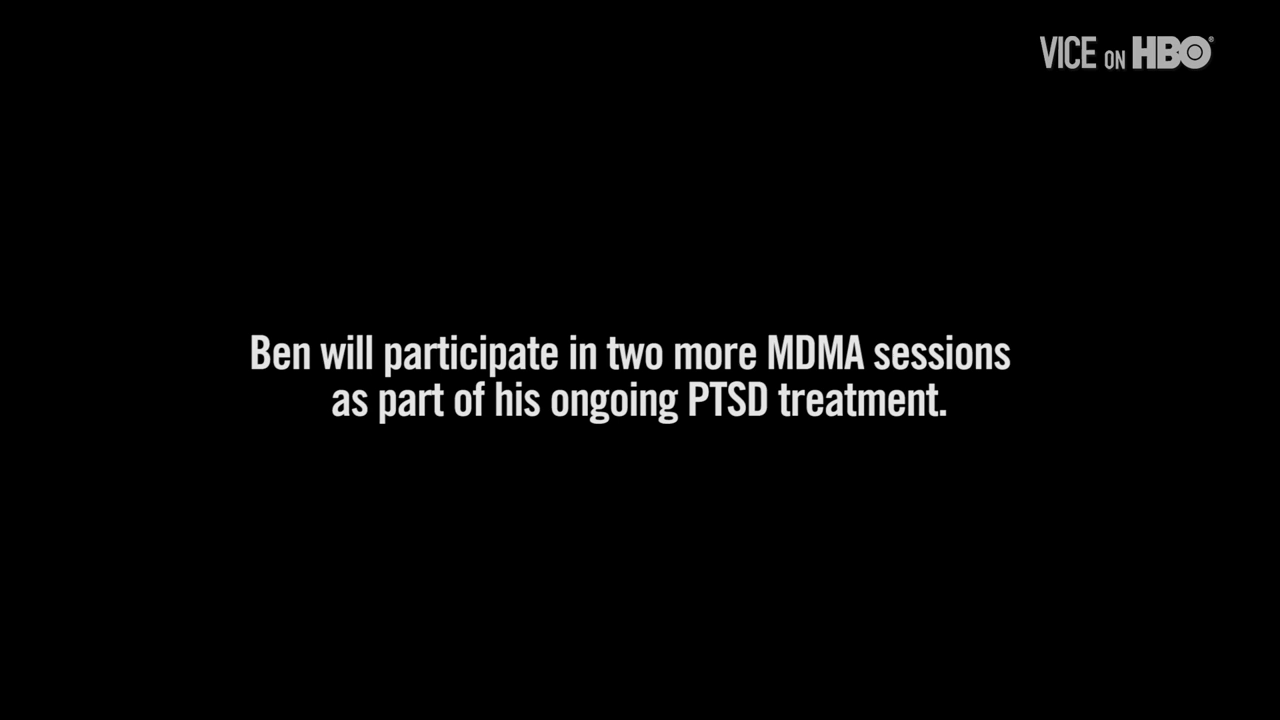 VICE ON HBO®
Ben will participate in two more MDMA sessions
as part of his ongoing PTSD treatment.